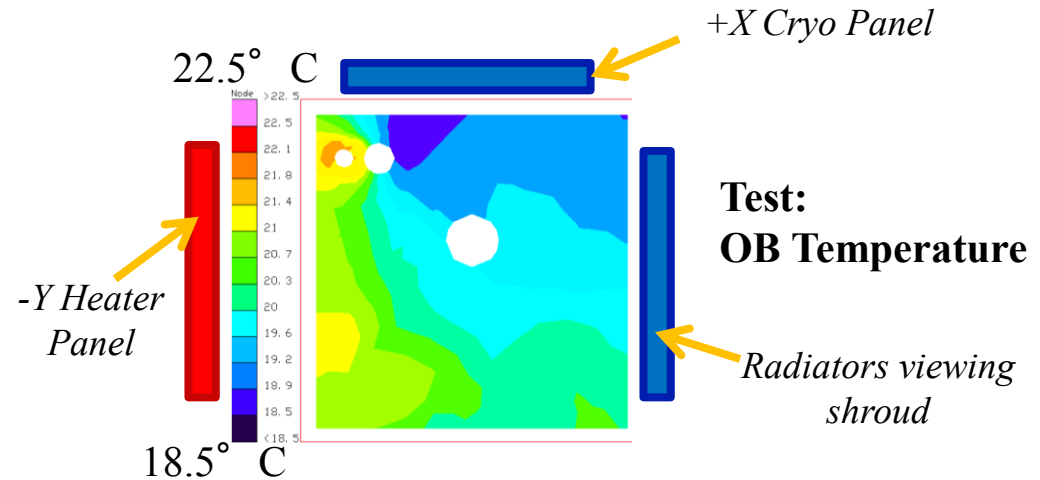 +X Cryo Panel
22.5° C
Node
>22. 5
22. 5
22. 1
21. 8
21. 4
21
20. 7
20. 3
20
19. 6
19. 2
18. 9
18. 5
<18. 5
18.5° C
-Y Heater
Panel
Test:
OB Temperature
Radiators viewing
shroud